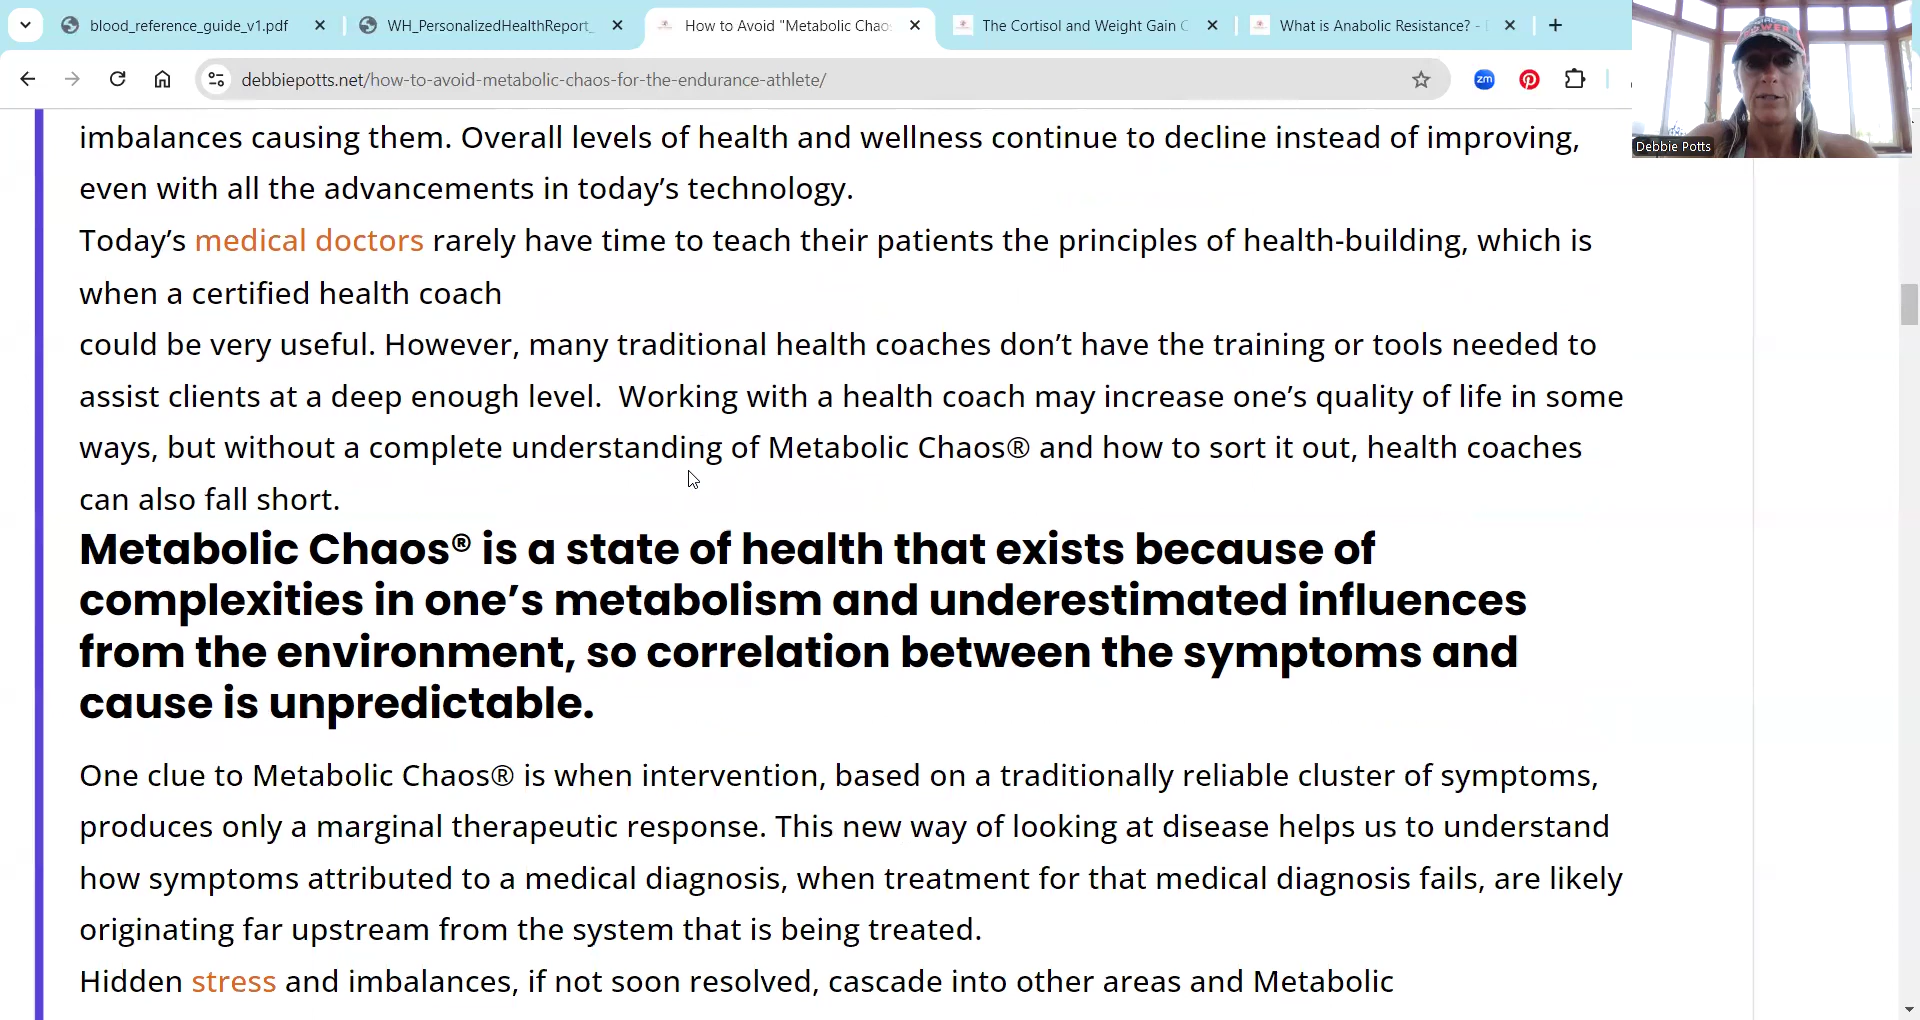 blood_reference_guide_v1.pdf
WH_PersonalizedHealthReport_
How to Avoid "Metabolic Chao
The Cortisol and Weight Gain C
What is Anabolic Resistance? -
debbiepotts.net/how-to-avoid-metabolic-chaos-for-the-endurance-athlete/
zm
Debbie Potts
imbalances causing them. Overall levels of health and wellness continue to decline instead of improving,
even with all the advancements in today’s technology.
Today’s medical doctors rarely have time to teach their patients the principles of health-building, which is
when a certified health coach
could be very useful. However, many traditional health coaches don’t have the training or tools needed to
assist clients at a deep enough level.  Working with a health coach may increase one’s quality of life in some
ways, but without a complete understanding of Metabolic Chaos® and how to sort it out, health coaches
can also fall short.
Metabolic Chaos® is a state of health that exists because of
complexities in one’s metabolism and underestimated influences
from the environment, so correlation between the symptoms and
cause is unpredictable.
One clue to Metabolic Chaos® is when intervention, based on a traditionally reliable cluster of symptoms,
produces only a marginal therapeutic response. This new way of looking at disease helps us to understand
how symptoms attributed to a medical diagnosis, when treatment for that medical diagnosis fails, are likely
originating far upstream from the system that is being treated.
Hidden stress and imbalances, if not soon resolved, cascade into other areas and Metabolic